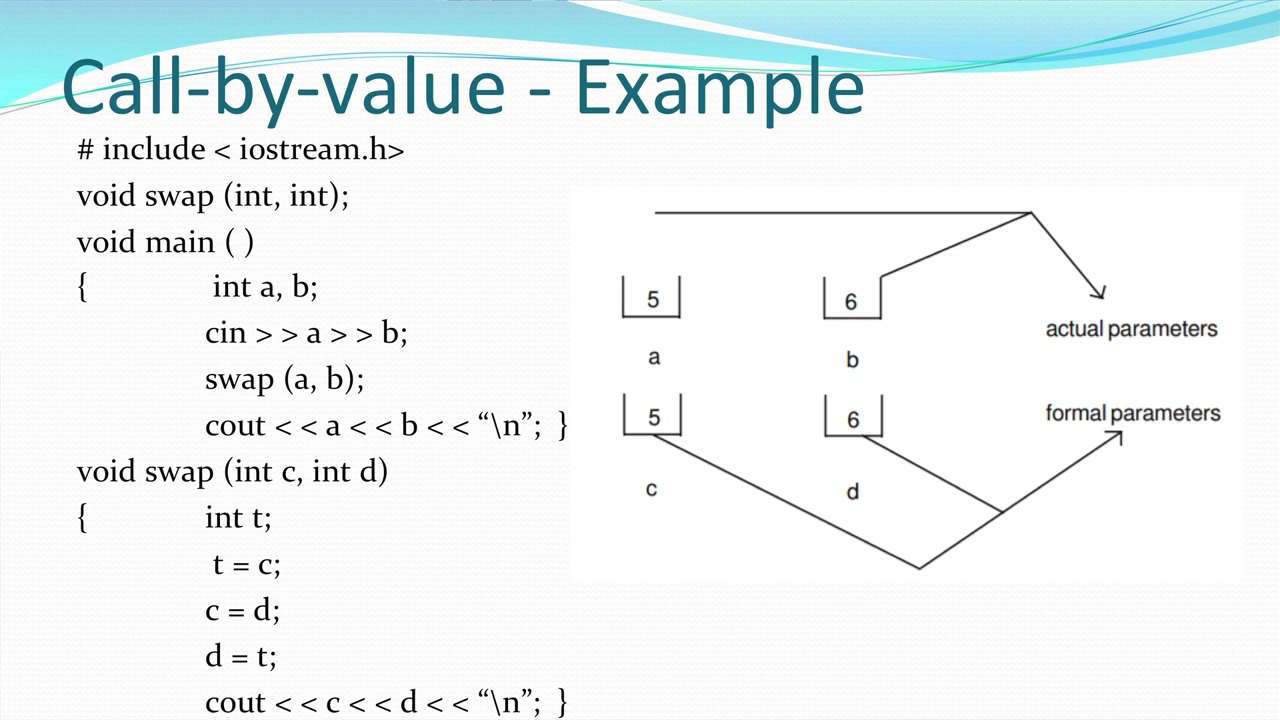 Call-by-value - Example
# include < iostream.h>
void swap (int, int);
void main ( )
{ int a, b;
cin > > a > > b;
swap (a, b);
cout < < a < < b < < “\n”; }
void swap (int c, int d)
{ int t;
t = c;
c = d;
d = t;
cout < < c < < d < < “\n”; }
5 6
actual parameters
a b
formal parameters
5 6
c d